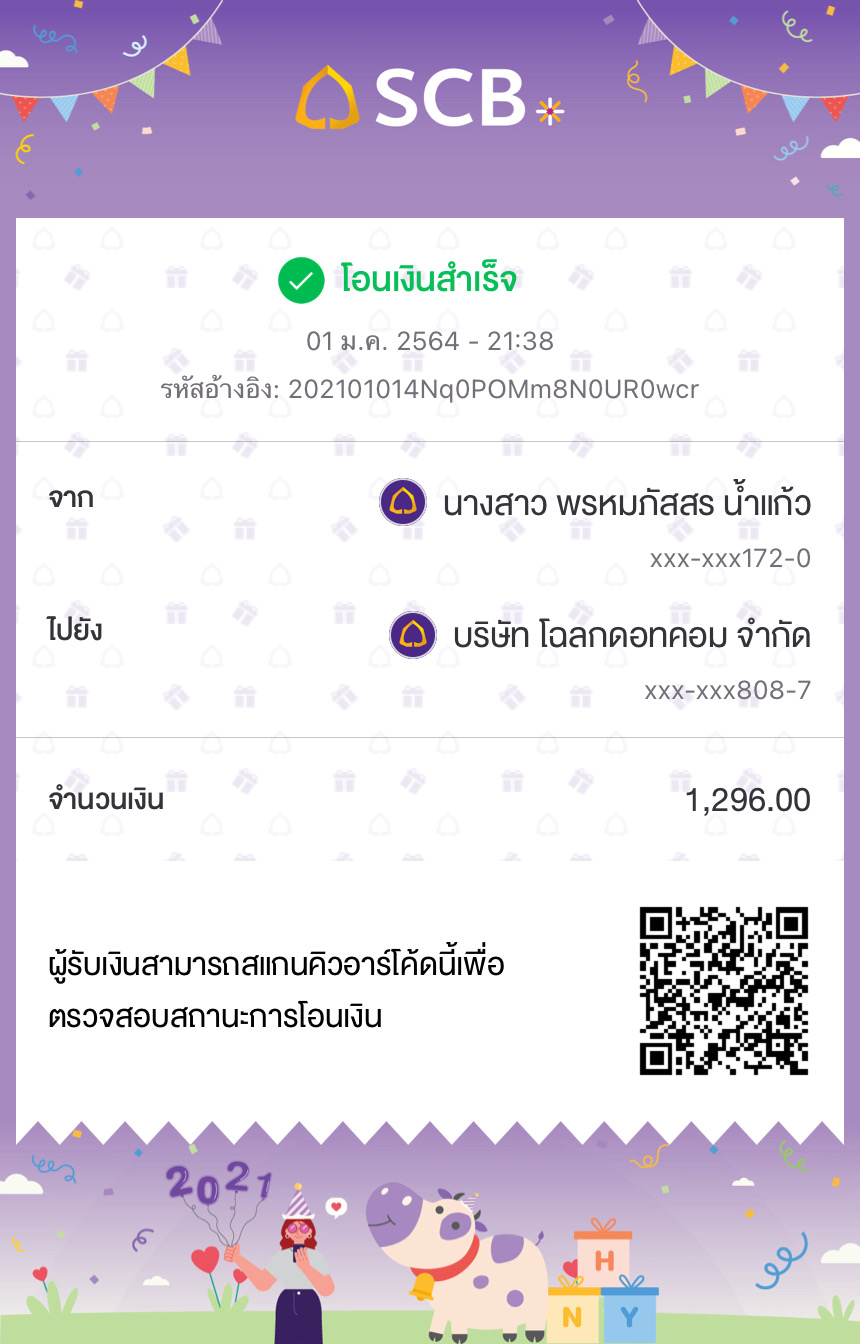 SCB
โอนเงินสำเร็จ
01 ม.ค. 2564 - 21:38
รหัสอ้างอิง: 202101014Nq0POMm8N0UR0wcr
จาก
นางสาว พรหมภัสสร น้ำแก้ว
xxx-xxx172-0
ไปยัง
บริษัท โฉลกดอทคอม จำกัด
xxx-xxx808-7
จำนวนเงิน 1,296.00
ผู้รับเงินสามารถสแกนคิวอาร์โค้ดนี้เพื่อ
ตรวจสอบสถานะการโอนเงิน
2021
H
N Y